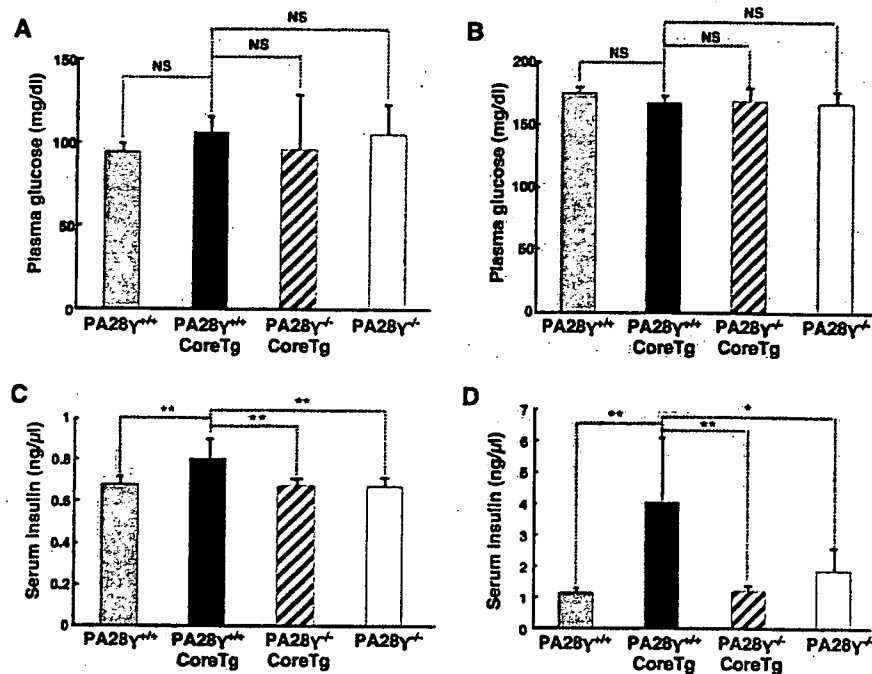 A
NS
NS
NS
Plasma glucose (mg/dl)
150
100
50
0
PA28γ+/+
PA28γ+/+
CoreTg
PA28γ-/-
CoreTg
PA28γ-/-
B
NS
NS
NS
Plasma glucose (mg/dl)
200
150
100
50
0
PA28γ+/+
PA28γ+/+
CoreTg
PA28γ-/-
CoreTg
PA28γ-/-
C
**
**
**
Serum Insulin (ng/μl)
1
0.8
0.6
0.4
0.2
0
PA28γ+/+
PA28γ+/+
CoreTg
PA28γ-/-
CoreTg
PA28γ-/-
D
*
**
**
Serum Insulin (ng/μl)
7
6
5
4
3
2
1
0
PA28γ+/+
PA28γ+/+
CoreTg
PA28γ-/-
CoreTg
PA28γ-/-